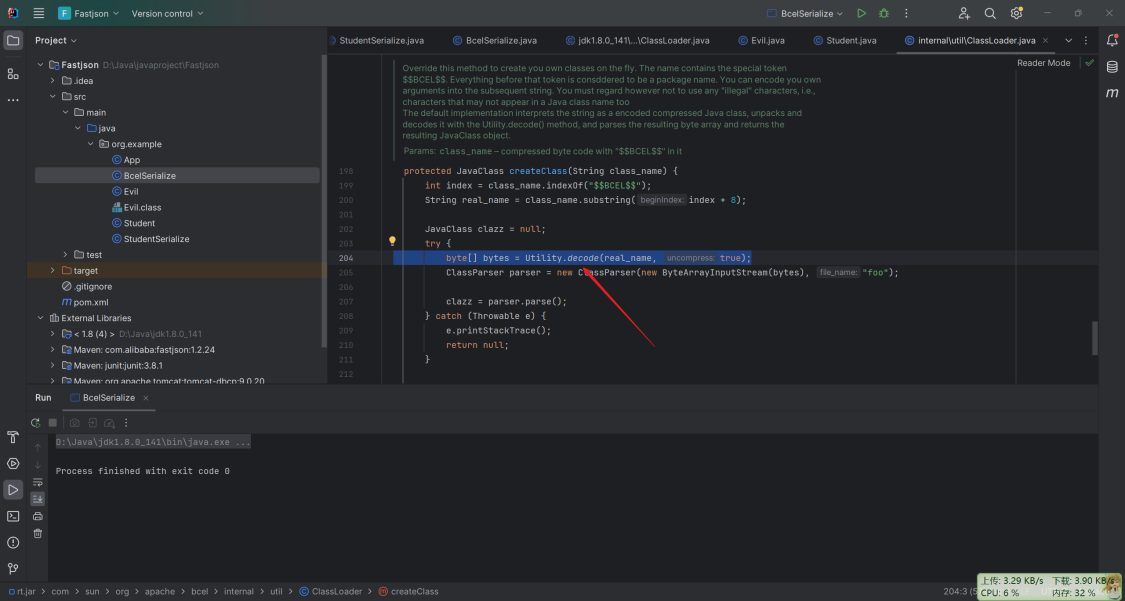 Fastjson
Version control
BcelSerialize
Project
StudentSerialize.java
BcelSerialize.java
jdk1.8.0_141\...\ClassLoader.java
Evil.java
Student.java
internal\util\ClassLoader.java
Reader Mode
Fastjson D:\Java\javaproject\Fastjson
.idea
src
main
java
org.example
App
BcelSerialize
Evil
Evil.class
Student
StudentSerialize
test
target
.gitignore
pom.xml
External Libraries
< 1.8 (4) > D:\Java\jdk1.8.0_141
Maven: com.alibaba:fastjson:1.2.24
Maven: junit:junit:3.8.1
Maven: org.apache.tomcat:tomcat-dbcp:9.0.20
Override this method to create you own classes on the fly. The name contains the special token
$$BCEL$$. Everything before that token is consddered to be a package name. You can encode you own
arguments into the subsequent string. You must regard however not to use any "illegal" characters, i.e.,
characters that may not appear in a Java class name too
The default implementation interprets the string as a encoded compressed Java class, unpacks and
decodes it with the Utility.decode() method, and parses the resulting byte array and returns the
resulting JavaClass object.
Params: class_name – compressed byte code with "$$BCEL$$" in it
198 protected JavaClass createClass(String class_name) {
199 int index = class_name.indexOf("$$BCEL$$");
200 String real_name = class_name.substring( beginIndex: index + 8);
201
202 JavaClass clazz = null;
203 try {
204 byte[] bytes = Utility.decode(real_name, uncompress: true);
205 ClassParser parser = new ClassParser(new ByteArrayInputStream(bytes), file_name: "foo");
206
207 clazz = parser.parse();
208 } catch (Throwable e) {
209 e.printStackTrace();
210 return null;
211 }
212
Run
BcelSerialize
D:\Java\jdk1.8.0_141\bin\java.exe ...
Process finished with exit code 0
rt.jar > com > sun > org > apache > bcel > internal > util > ClassLoader > createClass
204:3
上传: 3.29 KB/s 下载: 3.90 KB/s
CPU: 6 % 内存: 32 %